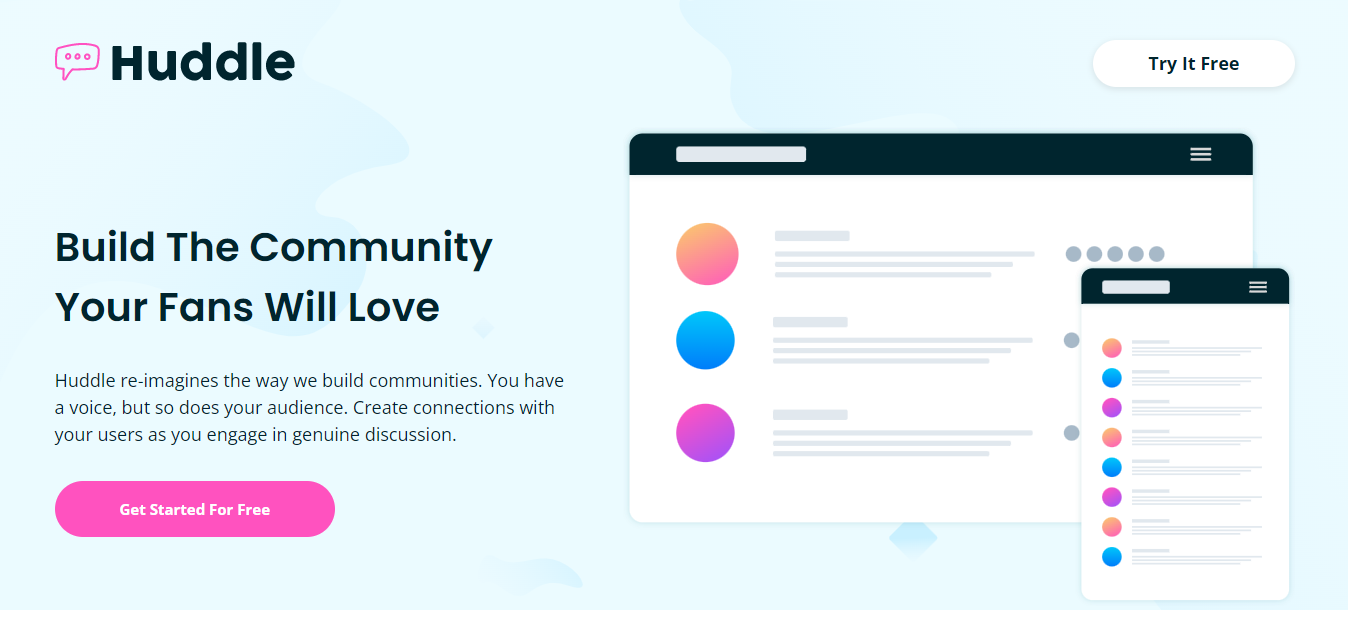 Huddle
Try It Free
Build The Community
Your Fans Will Love
Huddle re-imagines the way we build communities. You have
a voice, but so does your audience. Create connections with
your users as you engage in genuine discussion.
Get Started For Free